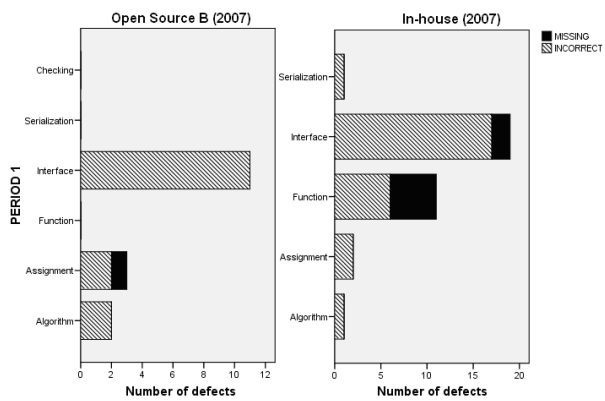 Open Source B (2007)
In-house (2007)
MISSING
INCORRECT
PERIOD 1
Checking
Serialization
Interface
Function
Assignment
Algorithm
0 2 4 6 8 10 12
Number of defects
Serialization
Interface
Function
Assignment
Algorithm
0 5 10 15 20
Number of defects